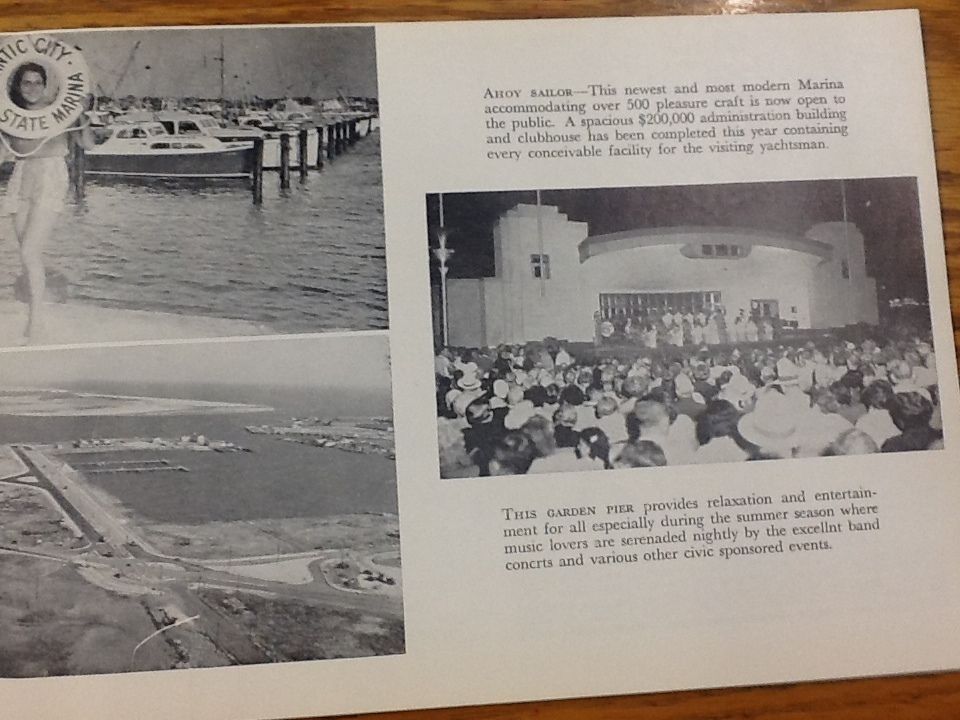 NTIC CITY
STATE MARINA
AHOY SAILOR—This newest and most modern Marina
accommodating over 500 pleasure craft is now open to
the public. A spacious $200,000 administration building
and clubhouse has been completed this year containing
every conceivable facility for the visiting yachtsman.
THIS GARDEN PIER provides relaxation and entertain-
ment for all especially during the summer season where
music lovers are serenaded nightly by the excellnt band
concrts and various other civic sponsored events.